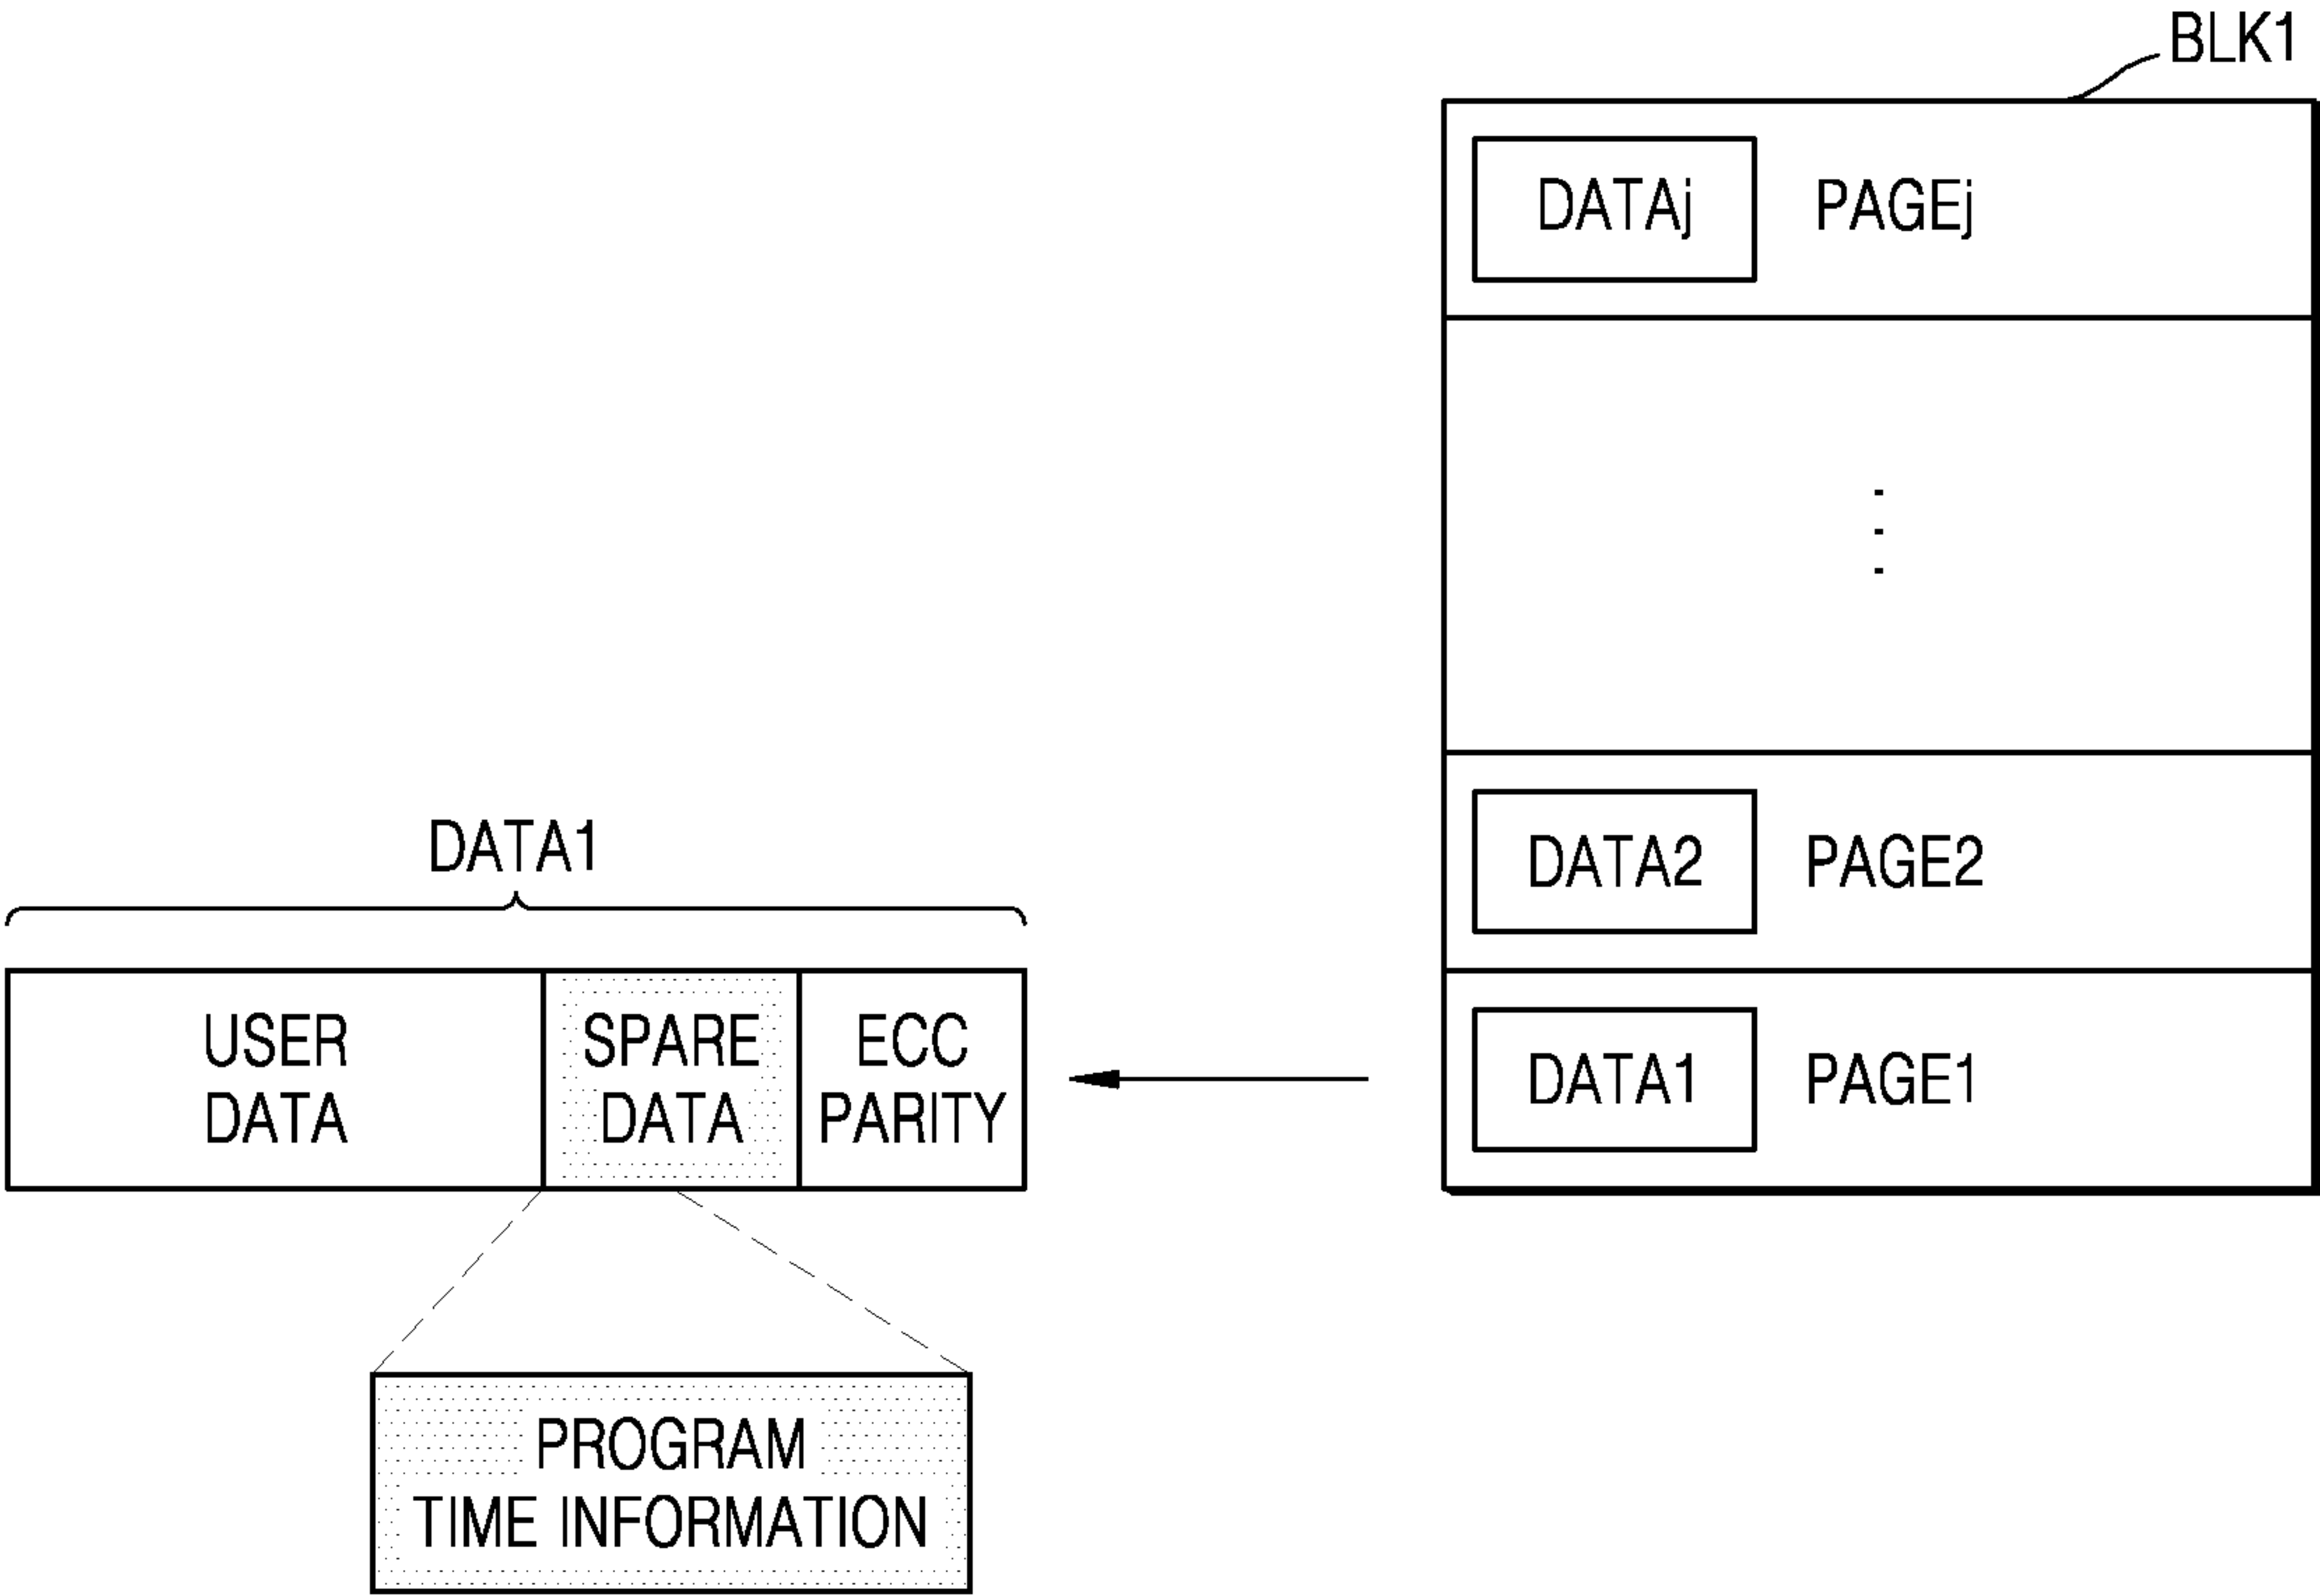 BLK1
DATAj PAGEj
DATA2 PAGE2
DATA1 PAGE1
DATA1
USER
DATA
SPARE
DATA
ECC
PARITY
PROGRAM
TIME INFORMATION